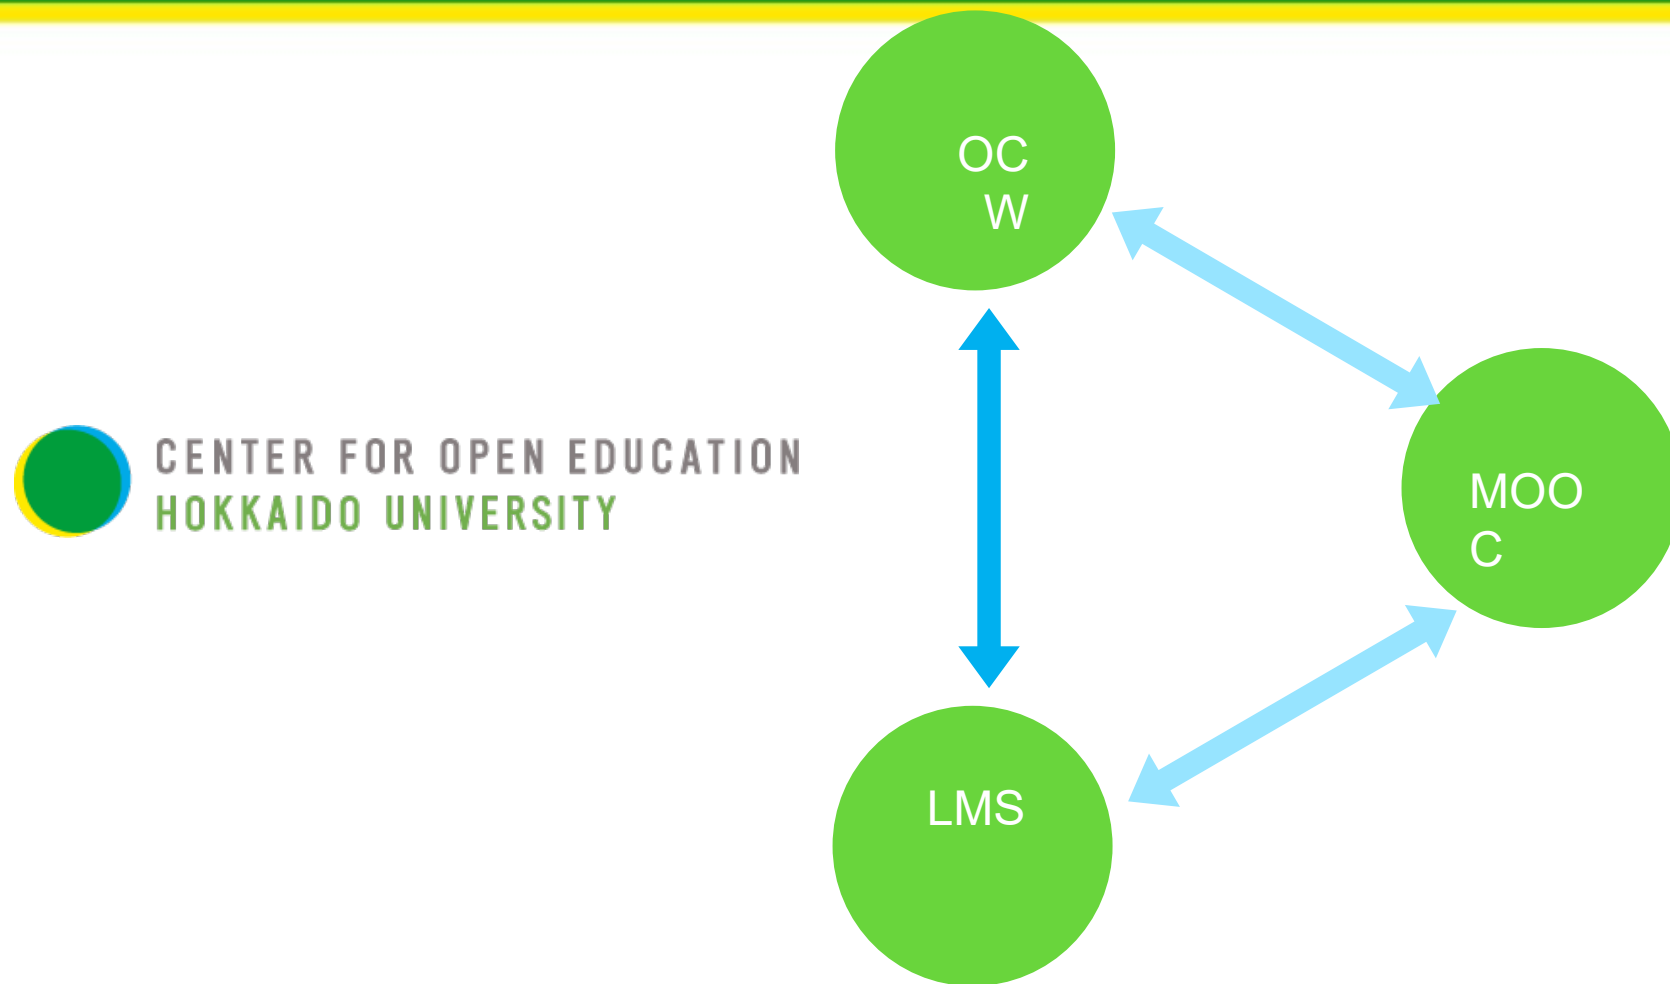 OC
W
CENTER FOR OPEN EDUCATION
HOKKAIDO UNIVERSITY
MOO
C
LMS